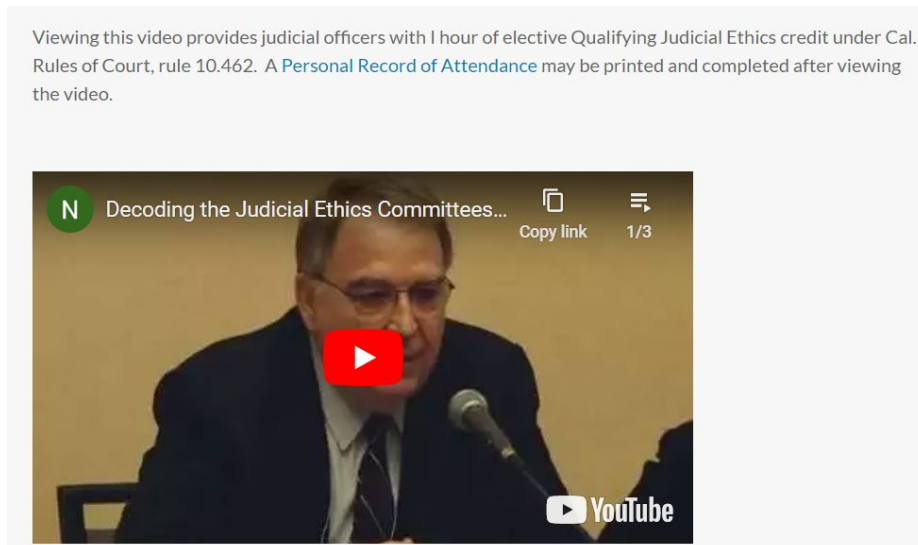 Viewing this video provides judicial officers with I hour of elective Qualifying Judicial Ethics credit under Cal.
Rules of Court, rule 10.462. A Personal Record of Attendance may be printed and completed after viewing
the video.
N
Decoding the Judicial Ethics Committees...
Copy link
1/3
YouTube